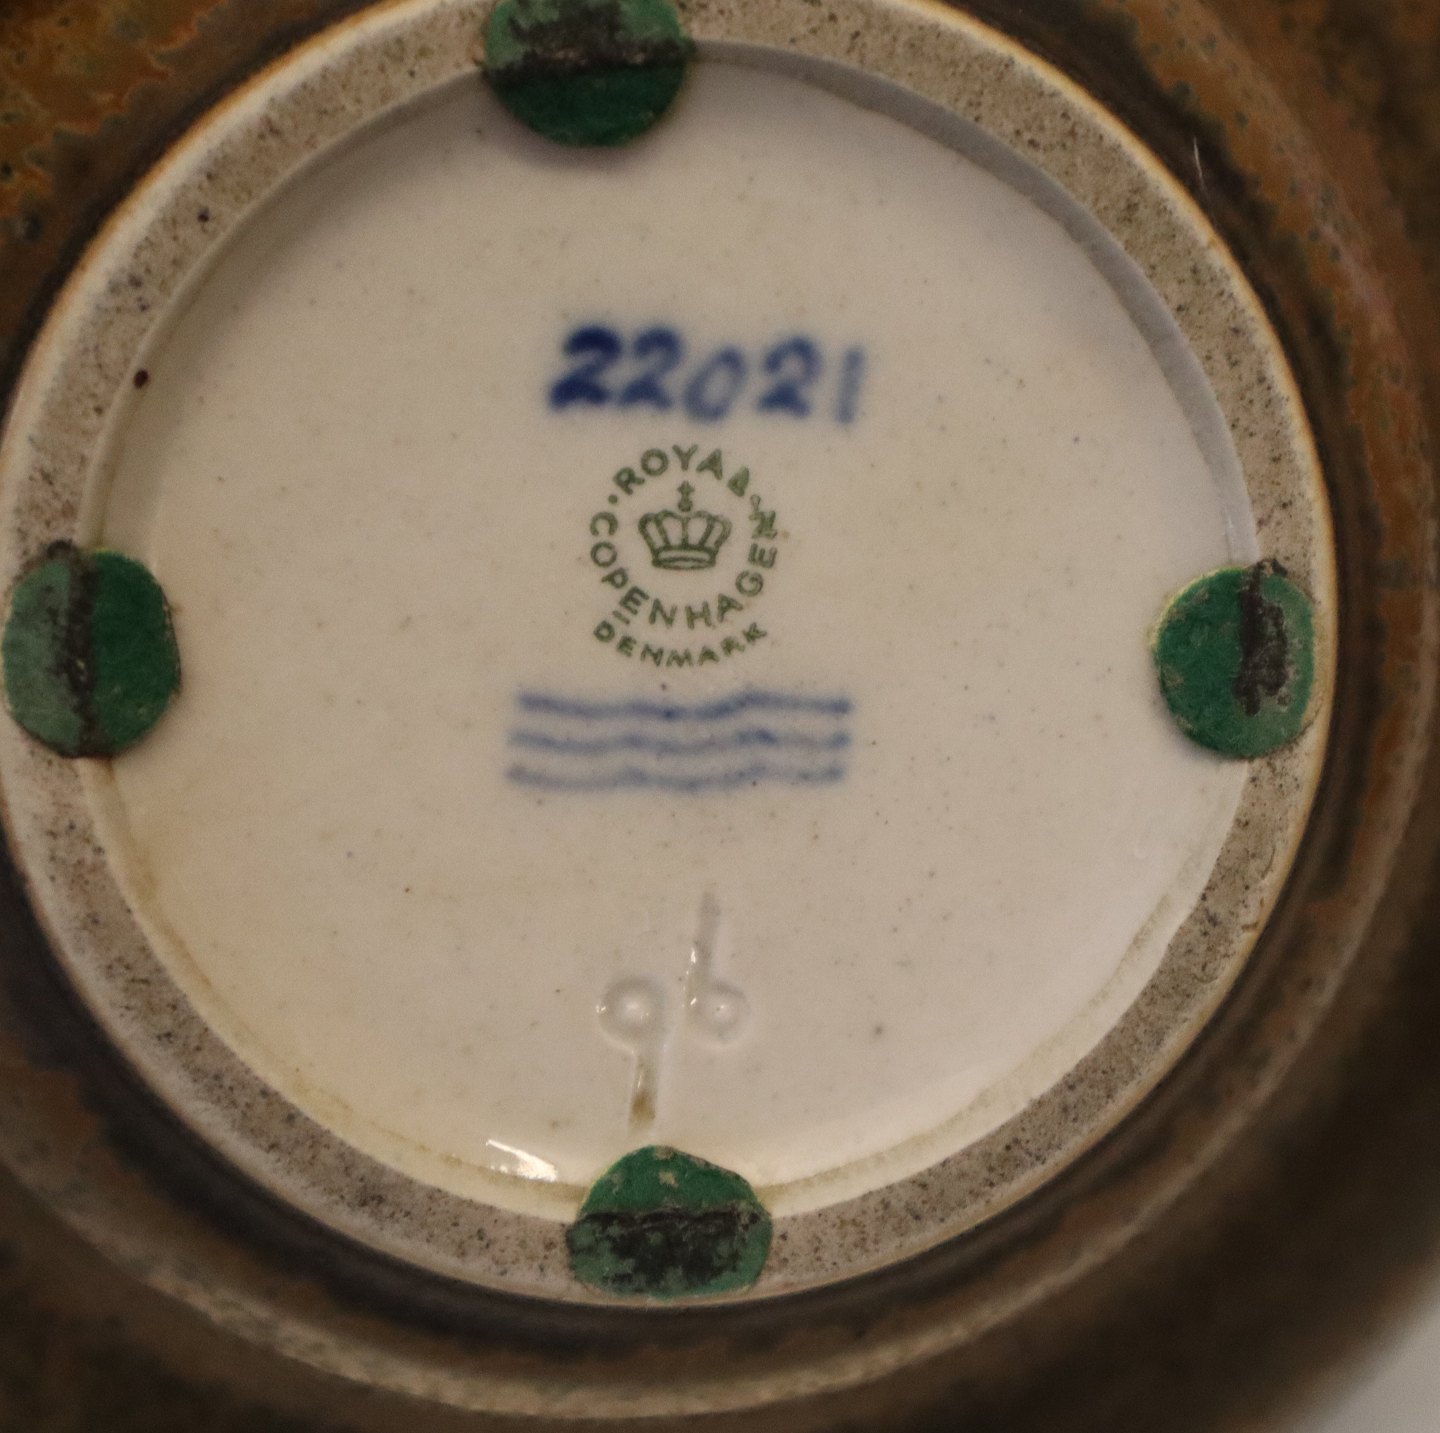 22021
ROYAL
COPENHAGEN
DENMARK